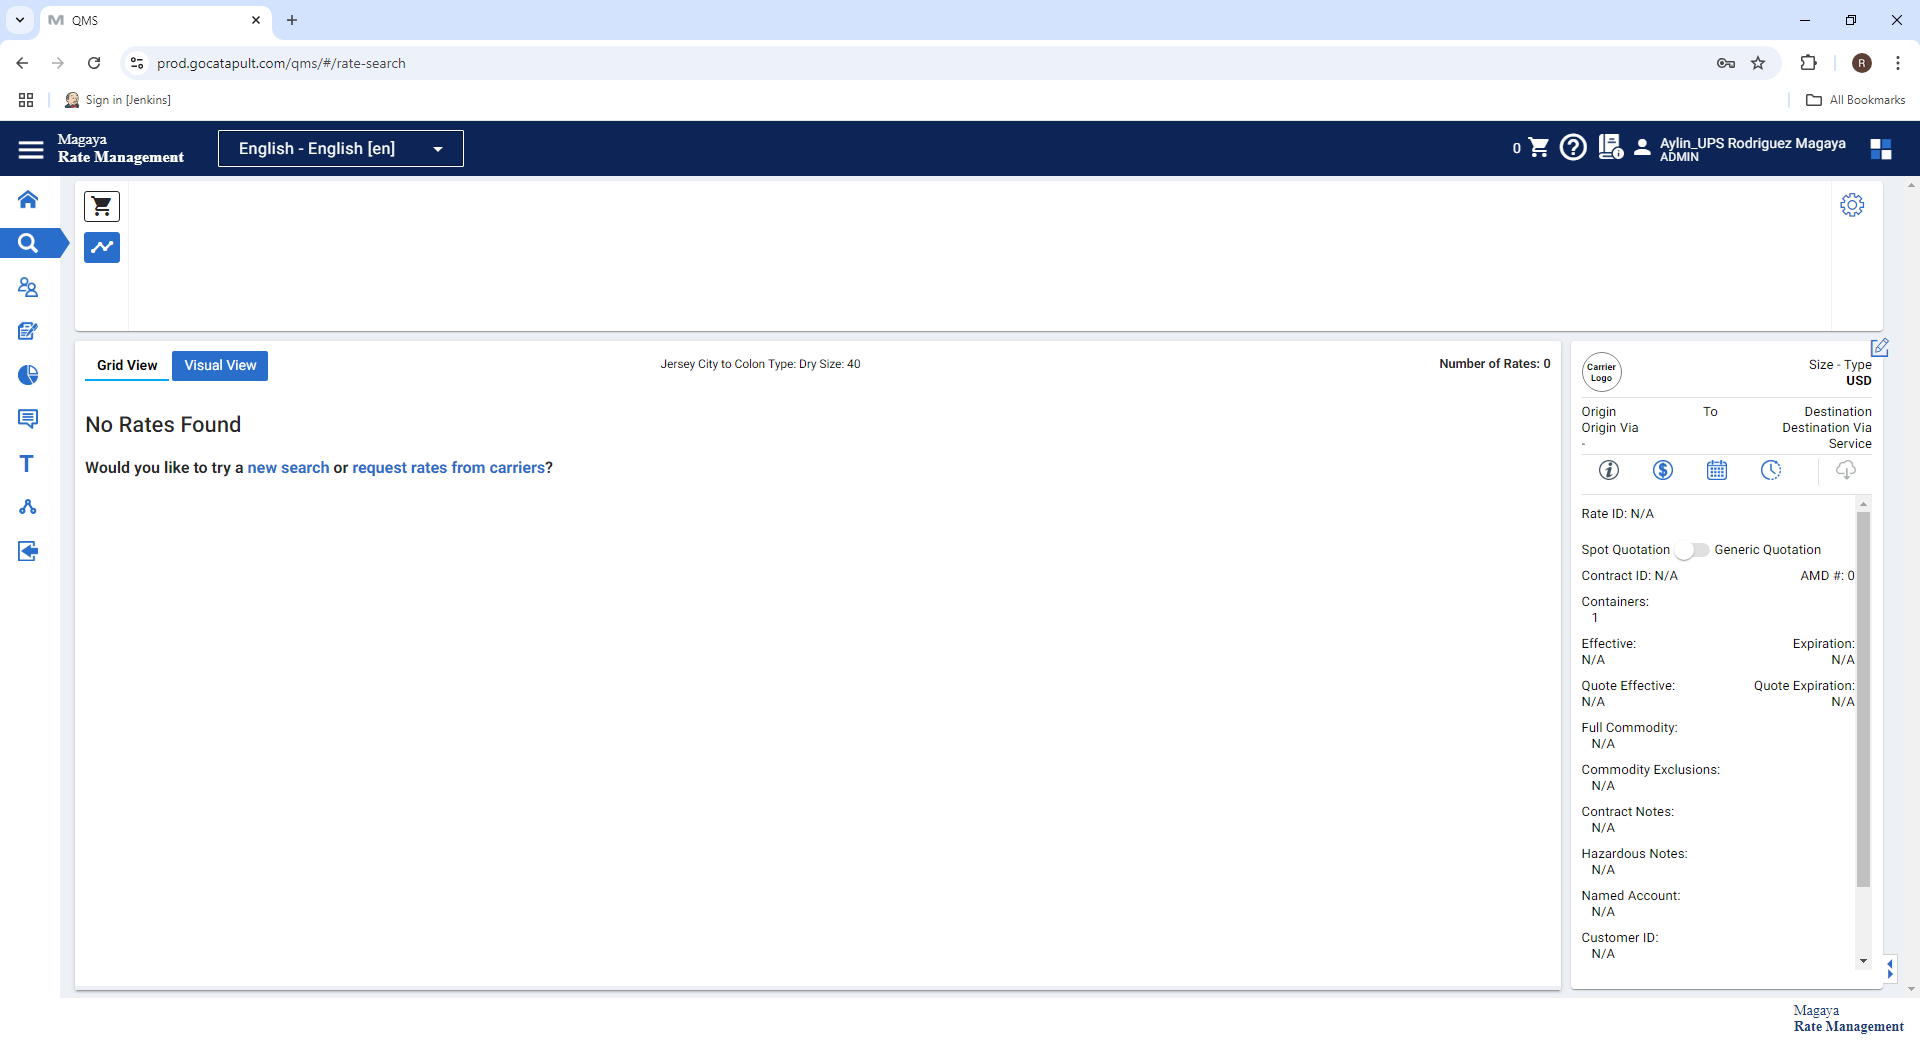 QMS
prod.gocatapult.com/qms/#/rate-search
R
Sign in [Jenkins]
All Bookmarks
Magaya
Rate Management
English - English [en]
0
Aylin_UPS Rodriguez Magaya
ADMIN
Grid View
Visual View
Jersey City to Colon Type: Dry Size: 40
Number of Rates: 0
No Rates Found
Would you like to try a new search or request rates from carriers?
Carrier
Logo
Size - Type
USD
Origin To Destination
Origin Via Destination Via
- Service
Rate ID: N/A
Spot Quotation Generic Quotation
Contract ID: N/A AMD #: 0
Containers:
1
Effective: Expiration:
N/A N/A
Quote Effective: Quote Expiration:
N/A N/A
Full Commodity:
N/A
Commodity Exclusions:
N/A
Contract Notes:
N/A
Hazardous Notes:
N/A
Named Account:
N/A
Customer ID:
N/A
Magaya
Rate Management